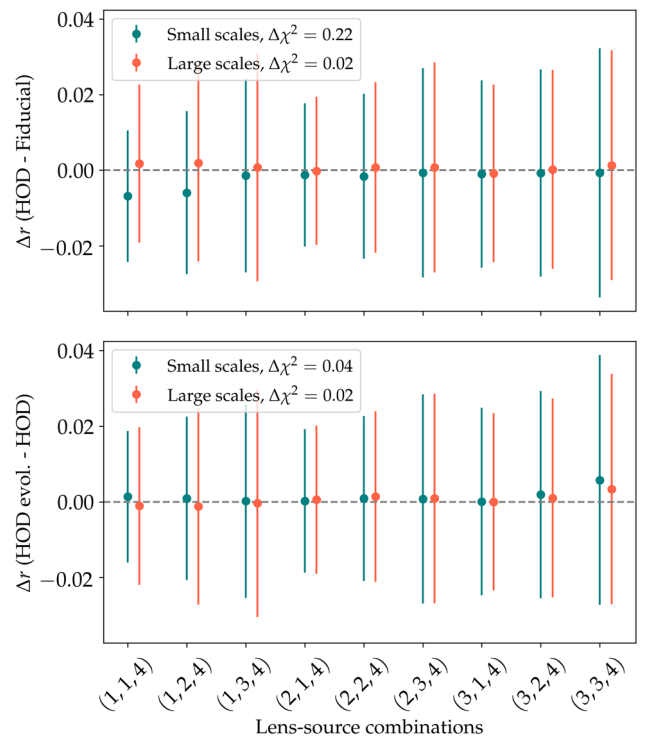 0.04
Small scales, Δχ² = 0.22
Large scales, Δχ² = 0.02
0.02
0.00
−0.02
Δr (HOD - Fiducial)
0.04
Small scales, Δχ² = 0.04
Large scales, Δχ² = 0.02
0.02
0.00
−0.02
Δr (HOD evol. - HOD)
(1, 1, 4)
(1, 2, 4)
(1, 3, 4)
(2, 1, 4)
(2, 2, 4)
(2, 3, 4)
(3, 1, 4)
(3, 2, 4)
(3, 3, 4)
Lens-source combinations